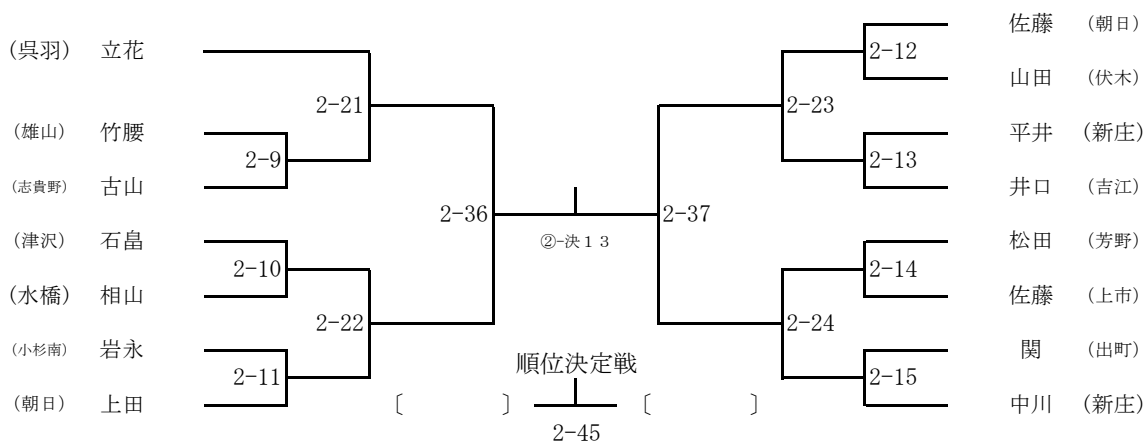 佐藤 (朝日)
(呉羽) 立花 2-12
山田 (伏木)
2-21 2-23
(雄山) 竹腰 平井 (新庄)
2-9 2-13
(志貴野) 古山 井口 (吉江)
2-36 2-37
(津沢) 石畠 ②-決13 松田 (芳野)
2-10 2-14
(水橋) 相山 佐藤 (上市)
2-22 2-24
(小杉南) 岩永 関 (出町)
順位決定戦
2-11 2-15
(朝日) 上田 〔 〕 〔 〕 中川 (新庄)
2-45